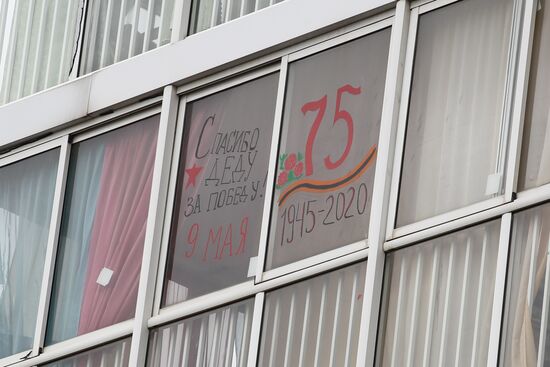 Спасибо
ДЕДУ
ЗА ПОБЕДУ!
9 МАЯ
75
1945-2020